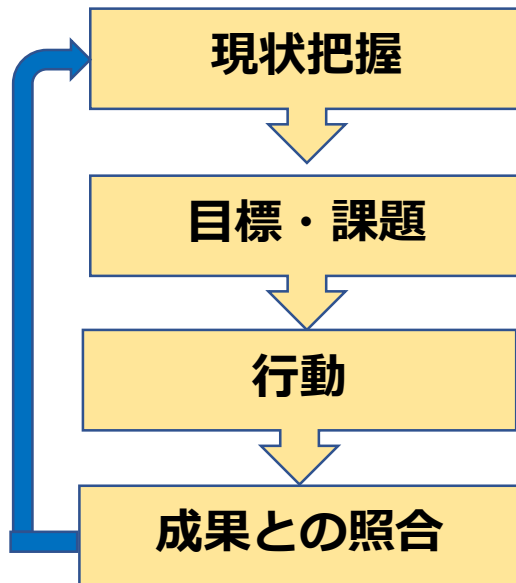 現状把握
目標・課題
行動
成果との照合